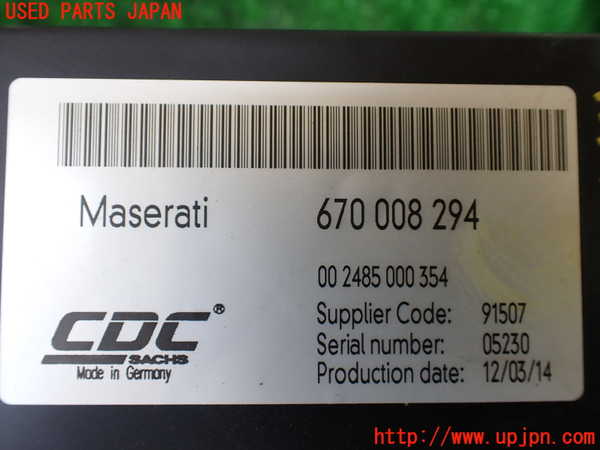 USED PARTS JAPAN
Maserati
670 008 294
00 2485 000 354
Supplier Code: 91507
Serial number: 05230
Production date: 12/03/14
CDC®
SACHS
Made in Germany
http://www.upjpn.com/